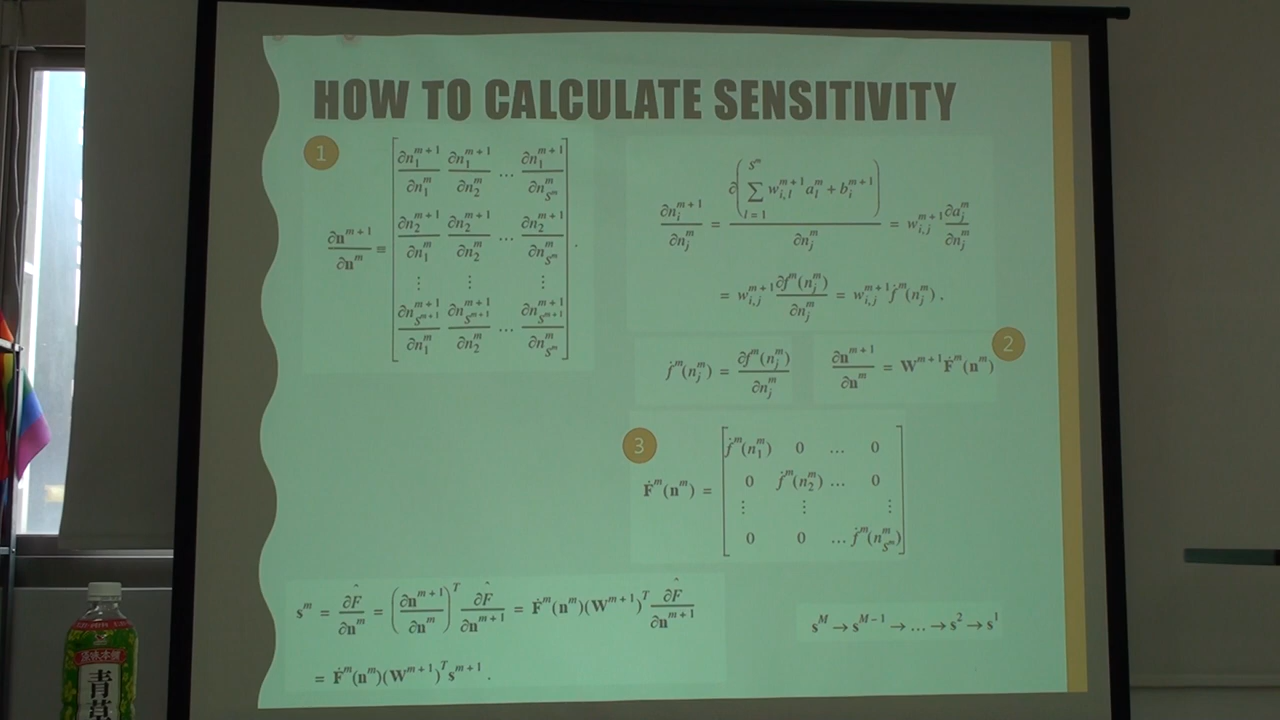 HOW TO CALCULATE SENSITIVITY
1
∂n^{m+1}/∂n^m ≡ [ ∂n_1^{m+1}/∂n_1^m ∂n_1^{m+1}/∂n_2^m … ∂n_1^{m+1}/∂n_{S^m}^m
∂n_2^{m+1}/∂n_1^m ∂n_2^{m+1}/∂n_2^m … ∂n_2^{m+1}/∂n_{S^m}^m
⋮ ⋮ ⋮
∂n_{S^{m+1}}^{m+1}/∂n_1^m ∂n_{S^{m+1}}^{m+1}/∂n_2^m … ∂n_{S^{m+1}}^{m+1}/∂n_{S^m}^m ] .
∂n_i^{m+1}/∂n_j^m = ∂( ∑_{l=1}^{S^m} w_{i,l}^{m+1} a_l^m + b_i^{m+1} )/∂n_j^m = w_{i,j}^{m+1} ∂a_j^m/∂n_j^m
= w_{i,j}^{m+1} ∂f^m(n_j^m)/∂n_j^m = w_{i,j}^{m+1} ḟ^m(n_j^m) .
2
ḟ^m(n_j^m) = ∂f^m(n_j^m)/∂n_j^m
∂n^{m+1}/∂n^m = W^{m+1}Ḟ^m(n^m)
3
Ḟ^m(n^m) = [ ḟ^m(n_1^m) 0 … 0
0 ḟ^m(n_2^m) … 0
⋮ ⋮ ⋮
0 0 … ḟ^m(n_{S^m}^m) ]
s^m = ∂F̂/∂n^m = (∂n^{m+1}/∂n^m)^T ∂F̂/∂n^{m+1} = Ḟ^m(n^m)(W^{m+1})^T ∂F̂/∂n^{m+1}
= Ḟ^m(n^m)(W^{m+1})^T s^{m+1} .
s^M → s^{M-1} → … → s^2 → s^1
青草